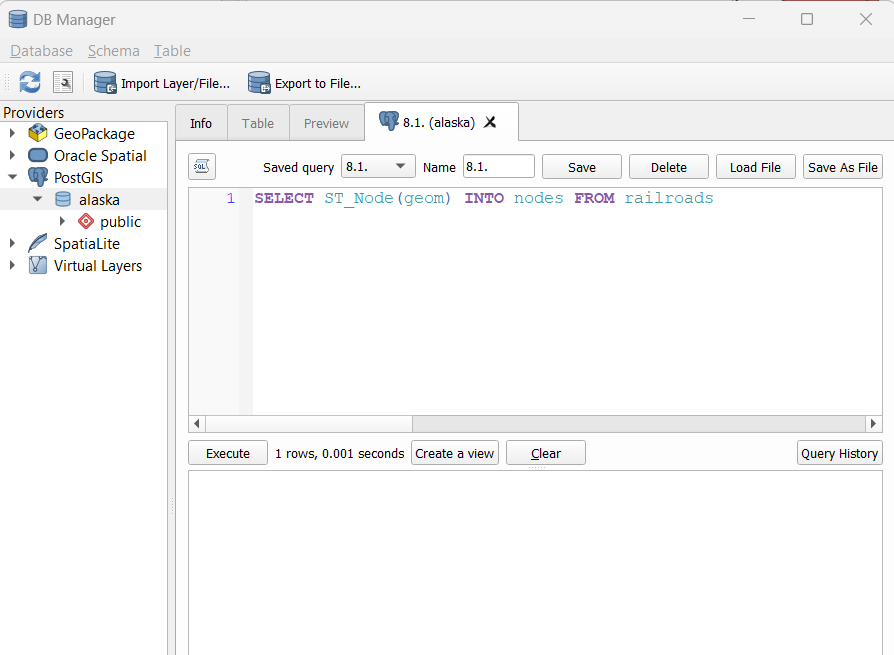 DB Manager
Database Schema Table
Import Layer/File... Export to File...
Providers
GeoPackage
Oracle Spatial
PostGIS
alaska
public
SpatiaLite
Virtual Layers
Info Table Preview 8.1. (alaska)
SQL Saved query 8.1. Name 8.1. Save Delete Load File Save As File
1 SELECT ST_Node(geom) INTO nodes FROM railroads
Execute 1 rows, 0.001 seconds Create a view Clear Query History